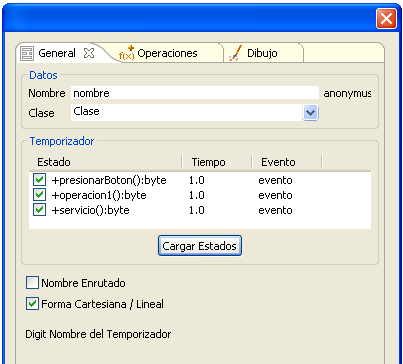 General f(x) Operaciones Dibujo
Datos
Nombre nombre anonymus
Clase Clase
Temporizador
Estado Tiempo Evento
+presionarBoton():byte 1.0 evento
+operacion1():byte 1.0 evento
+servicio():byte 1.0 evento
Cargar Estados
Nombre Enrutado
Forma Cartesiana / Lineal
Digit Nombre del Temporizador